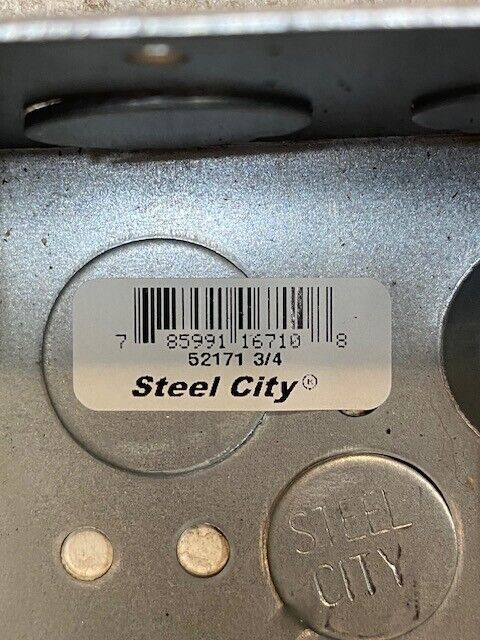 7 85991 16710 8
52171 3/4
Steel City®
STEEL
CITY